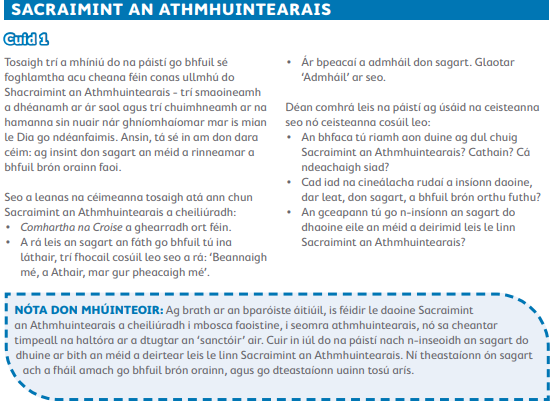 SACRAIMINT AN ATHMHUINTEARAIS
Cuid 1
Tosaigh trí a mhíniú do na páistí go bhfuil sé
foghlamtha acu cheana féin conas ullmhú do
Shacraimint an Athmhuintearais - trí smaoineamh
a dhéanamh ar ár saol agus trí chuimhneamh ar na
hamanna sin nuair nár ghníomhaíomar mar is mian
le Dia go ndéanfaimis. Ansin, tá sé in am don dara
céim: ag insint don sagart an méid a rinneamar a
bhfuil brón orainn faoi.
Seo a leanas na céimeanna tosaigh atá ann chun
Sacraimint an Athmhuintearais a cheiliúradh:
• Comhartha na Croise a ghearradh ort féin.
• A rá leis an sagart an fáth go bhfuil tú ina
láthair, trí fhocail cosúil leo seo a rá: ‘Beannaigh
mé, a Athair, mar gur pheacaigh mé’.
• Ár bpeacaí a admháil don sagart. Glaotar
‘Admháil’ ar seo.
Déan comhrá leis na páistí ag úsáid na ceisteanna
seo nó ceisteanna cosúil leo:
• An bhfaca tú riamh aon duine ag dul chuig
Sacraimint an Athmhuintearais? Cathain? Cá
ndeachaigh siad?
• Cad iad na cineálacha rudaí a insíonn daoine,
dar leat, don sagart, a bhfuil brón orthu futhu?
• An gceapann tú go n-insíonn an sagart do
dhaoine eile an méid a deirimid leis le linn
Sacraimint an Athmhuintearais?
NÓTA DON MHÚINTEOIR: Ag brath ar an bparóiste áitiúil, is féidir le daoine Sacraimint
an Athmhuintearais a cheiliúradh i mbosca faoistine, i seomra athmhuintearais, nó sa cheantar
timpeall na haltóra ar a dtugtar an ‘sanctóir’ air. Cuir in iúl do na páistí nach n-inseoidh an sagart do
dhuine ar bith an méid a deirtear leis le linn Sacraimint an Athmhuintearais. Ní theastaíonn ón sagart
ach a fháil amach go bhfuil brón orainn, agus go dteastaíonn uainn tosú arís.